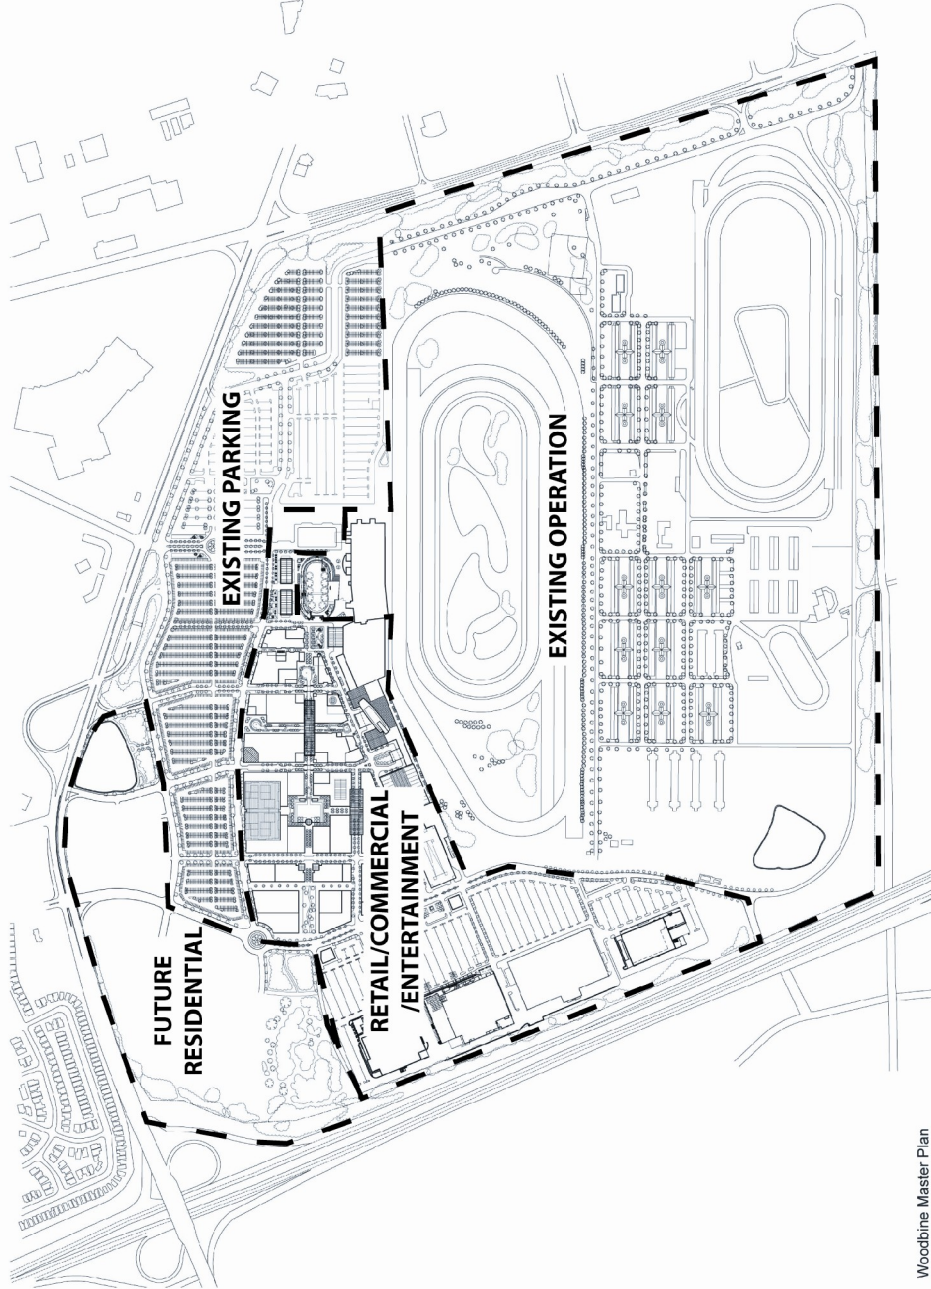 EXISTING PARKING
EXISTING OPERATION
RETAIL/COMMERCIAL
/ENTERTAINMENT
FUTURE
RESIDENTIAL
Woodbine Master Plan